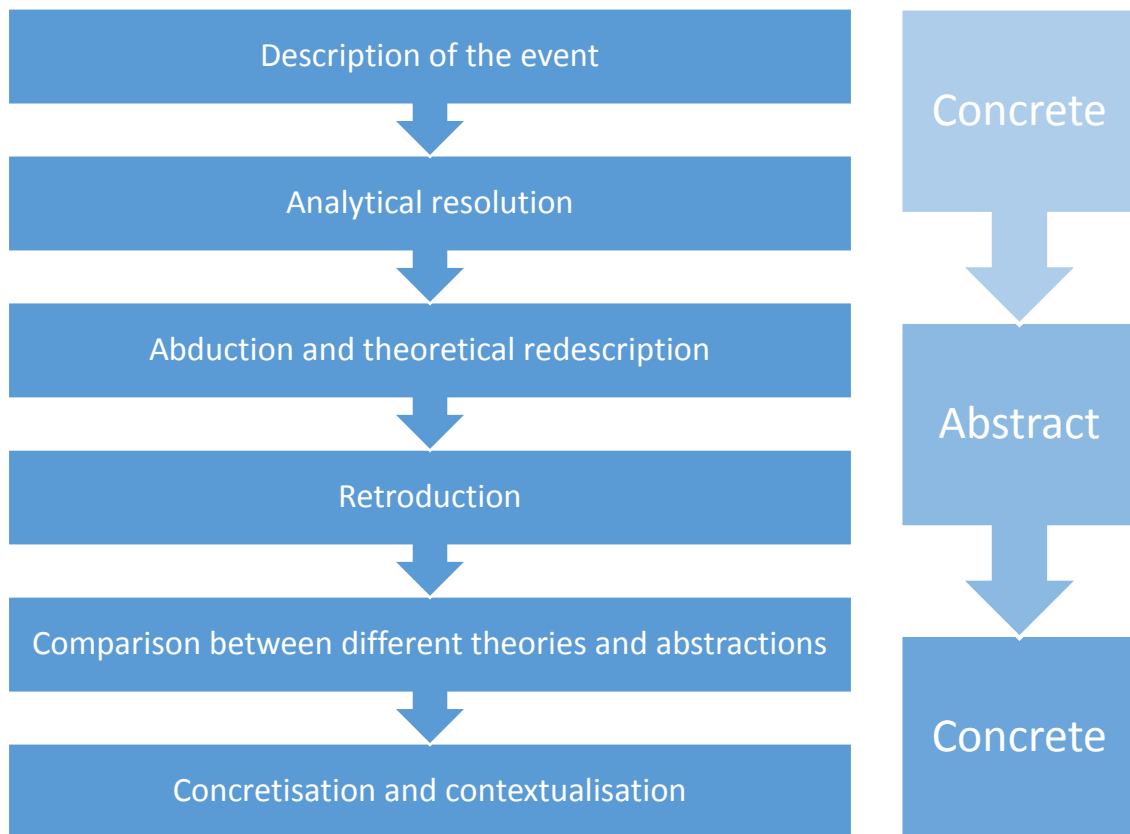 Description of the event
Analytical resolution
Abduction and theoretical redescription
Retroduction
Comparison between different theories and abstractions
Concretisation and contextualisation
Concrete
Abstract
Concrete